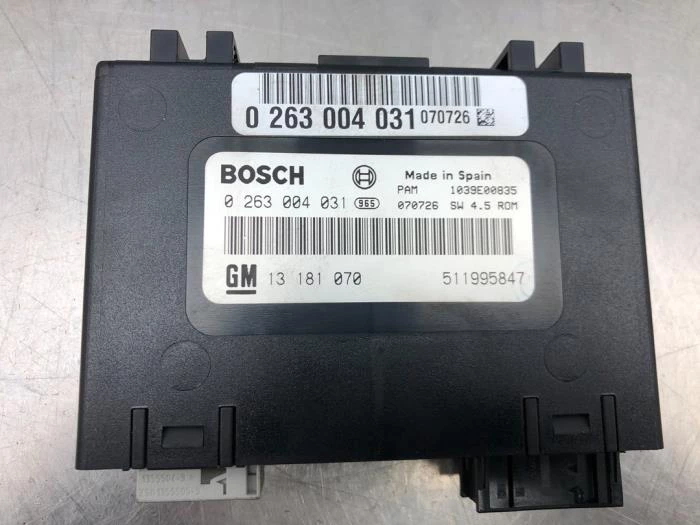 0 263 004 031 070726
BOSCH Made in Spain
PAM 1039E00835
0 263 004 031 965 070726 SW 4.5 ROM
GM 13 181 070 511995847